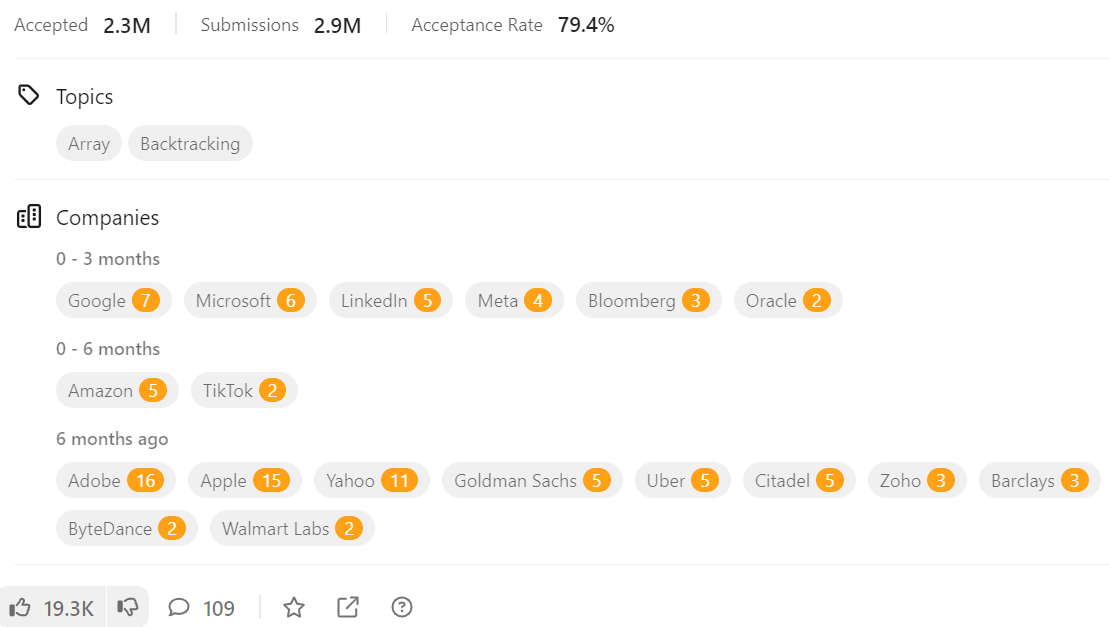 Accepted 2.3M Submissions 2.9M Acceptance Rate 79.4%
Topics
Array Backtracking
Companies
0 - 3 months
Google 7 Microsoft 6 LinkedIn 5 Meta 4 Bloomberg 3 Oracle 2
0 - 6 months
Amazon 5 TikTok 2
6 months ago
Adobe 16 Apple 15 Yahoo 11 Goldman Sachs 5 Uber 5 Citadel 5 Zoho 3 Barclays 3
ByteDance 2 Walmart Labs 2
19.3K 109 ?